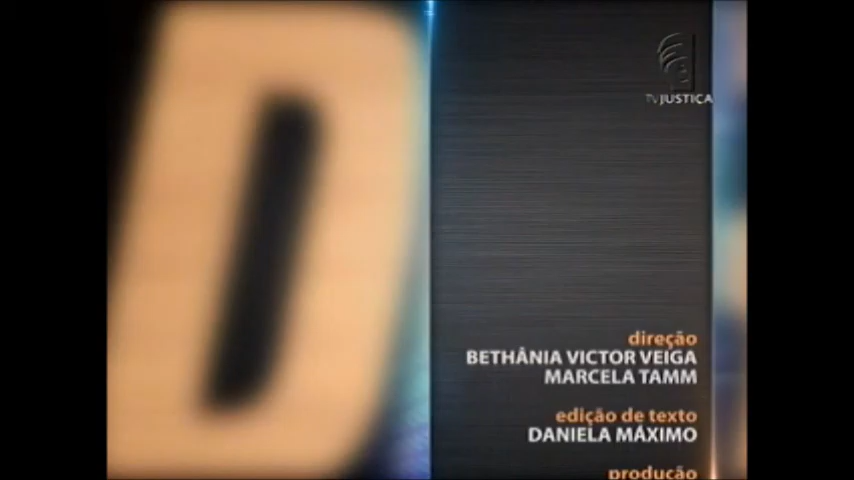 D
TV JUSTIÇA
direção
BETHÂNIA VICTOR VEIGA
MARCELA TAMM
edição de texto
DANIELA MÁXIMO
produção